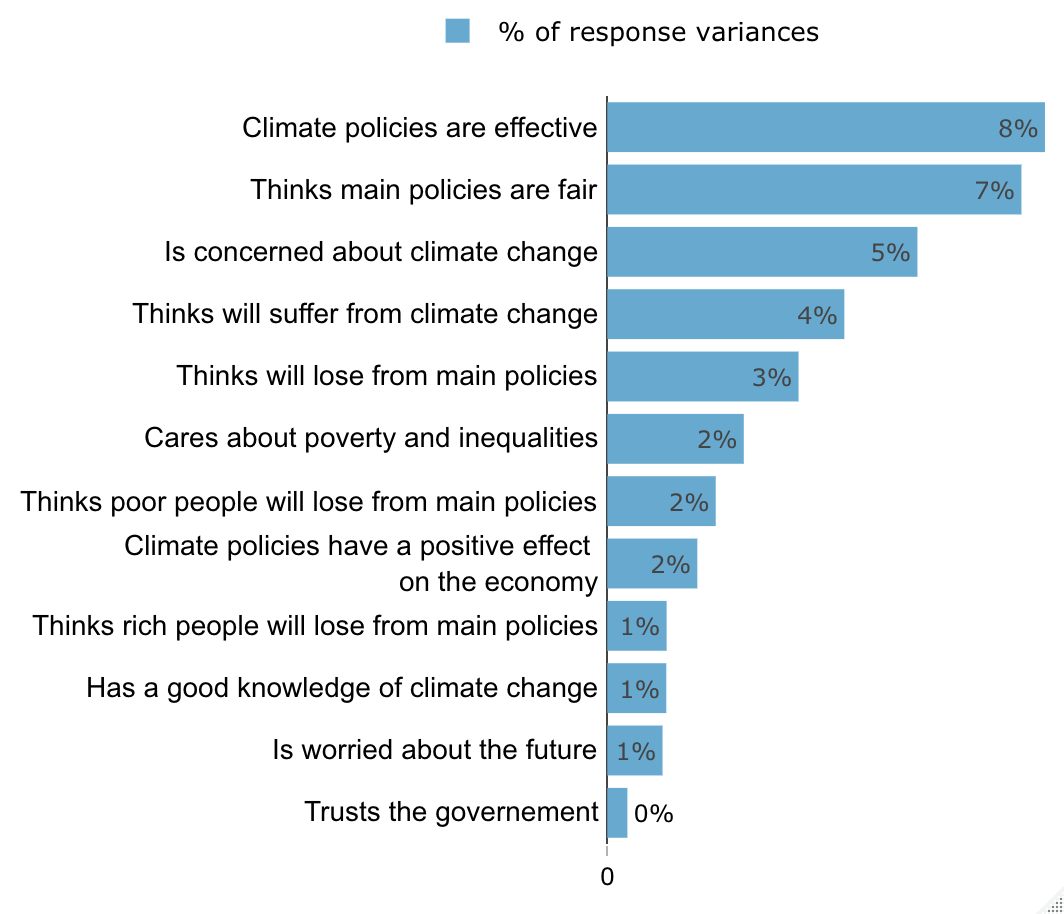 % of response variances
Climate policies are effective 8%
Thinks main policies are fair 7%
Is concerned about climate change 5%
Thinks will suffer from climate change 4%
Thinks will lose from main policies 3%
Cares about poverty and inequalities 2%
Thinks poor people will lose from main policies 2%
Climate policies have a positive effect
on the economy 2%
Thinks rich people will lose from main policies 1%
Has a good knowledge of climate change 1%
Is worried about the future 1%
Trusts the governement 0%
0